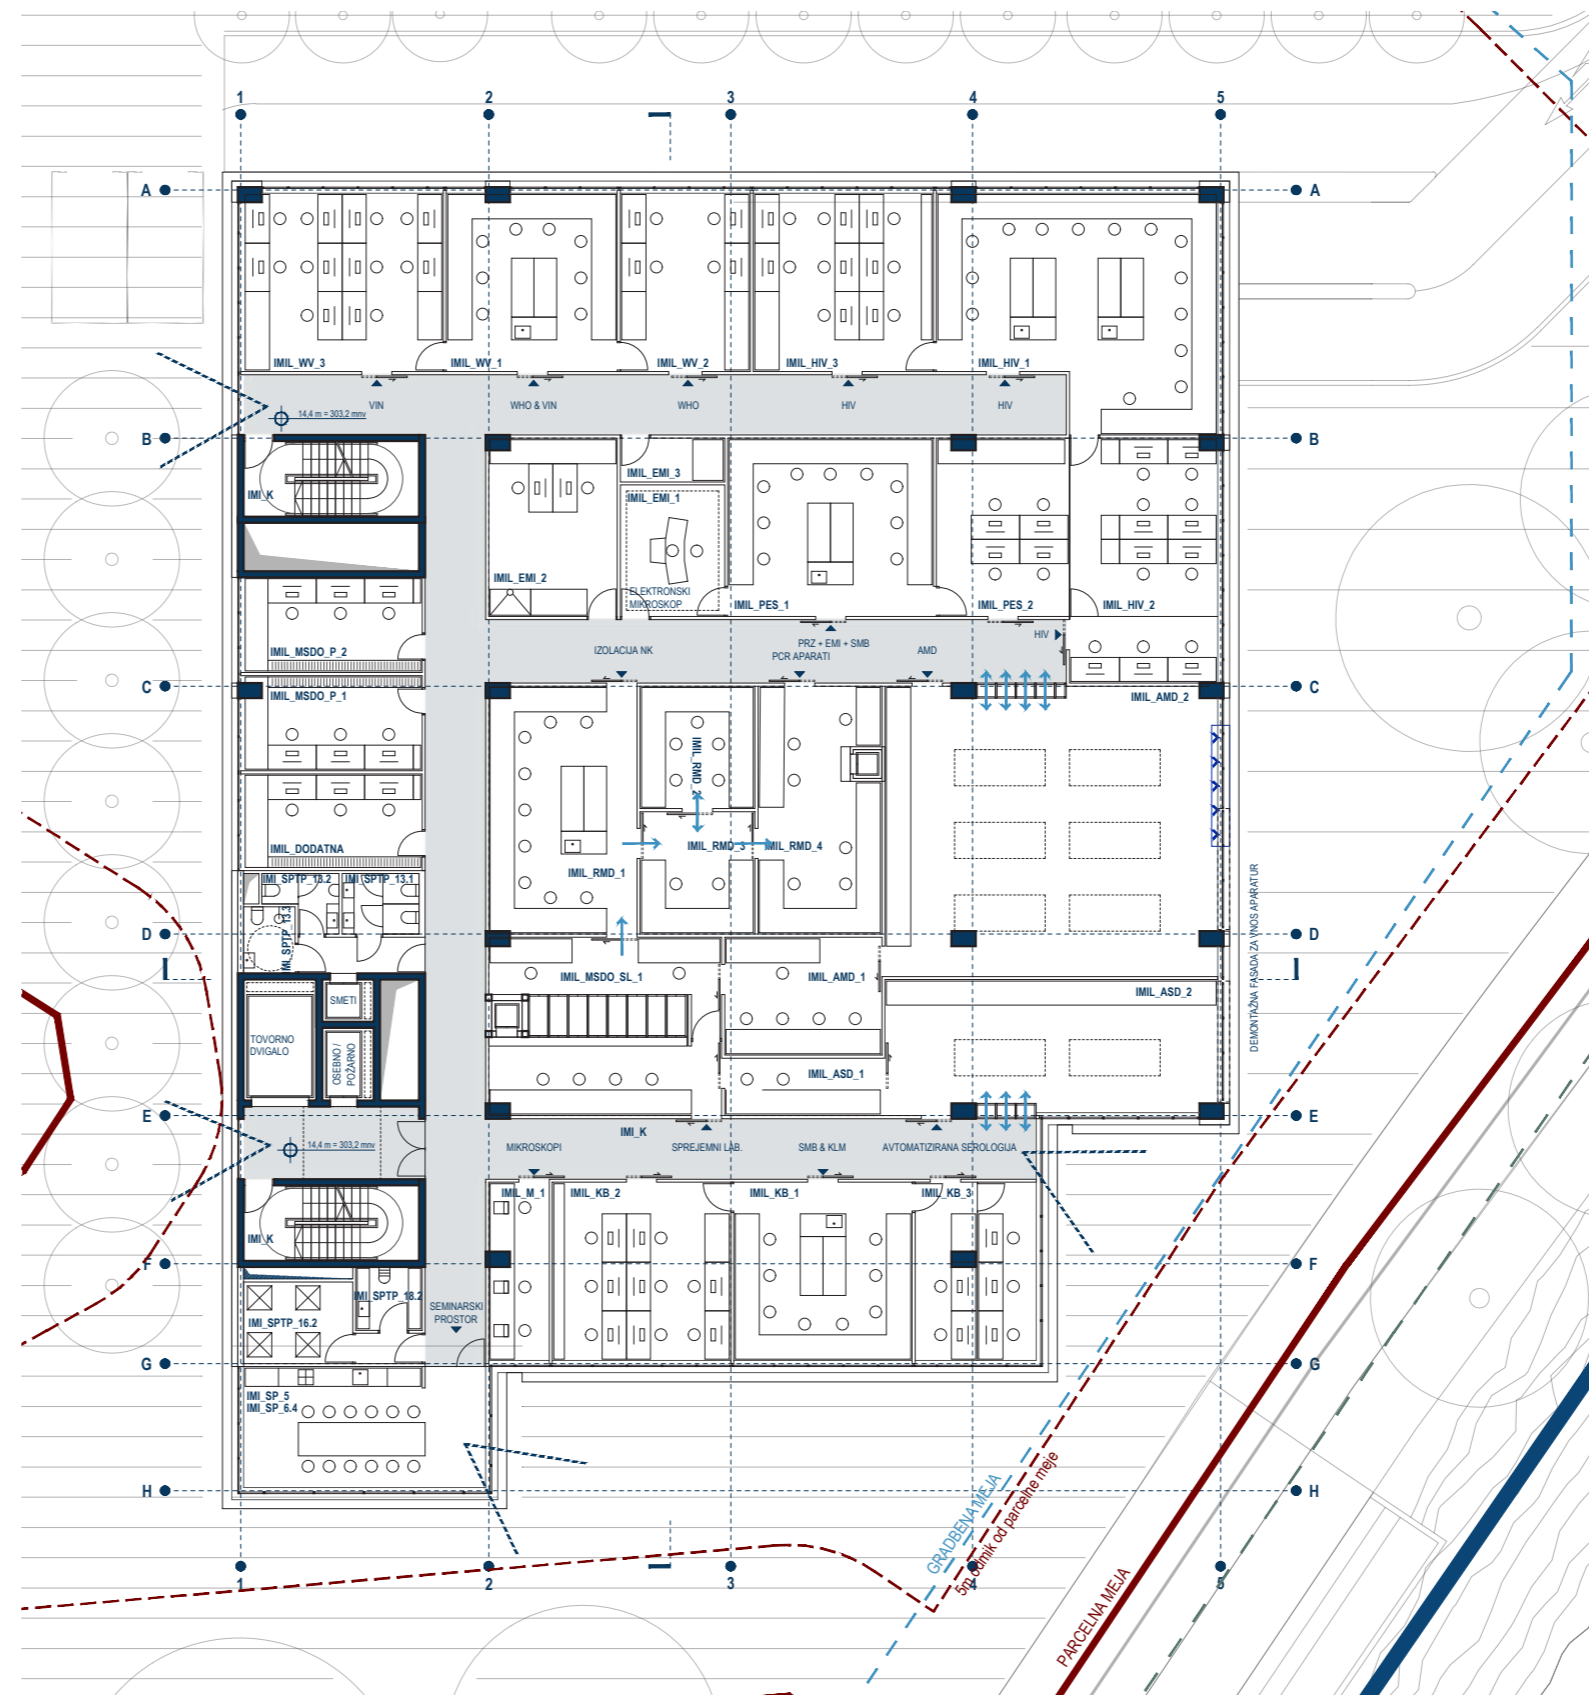 1 2 3 4 5
A A
IMIL_WV_3 IMIL_WV_1 IMIL_WV_2 IMIL_HIV_3 IMIL_HIV_1
VIN WHO & VIN WHO HIV HIV
14,4 m = 303,2 mnv
B B
IMI_K
IMIL_EMI_3
IMIL_EMI_1
IMIL_EMI_2
ELEKTRONSKI
MIKROSKOP
IMIL_PES_1 IMIL_PES_2 IMIL_HIV_2
IMIL_MSDO_P_2
IZOLACIJA NK
PRZ + EMI + SMB
PCR APARATI
AMD
HIV
C C
IMIL_MSDO_P_1
IMIL_AMD_2
IMIL_RMD_2
IMIL_DODATNA
IMIL_RMD_1
IMIL_RMD_3 IMIL_RMD_4
IMI_SPTP_13.2 IMI_SPTP_13.1
IMI_SPTP_13.3
DEMONTAŽNA FASADA ZA VNOS APARATUR
D D
IMIL_MSDO_SL_1
IMIL_AMD_1
IMIL_ASD_2
SMETI
TOVORNO
DVIGALO
OSEBNO /
POŽARNO
IMIL_ASD_1
E E
14,4 m = 303,2 mnv
IMI_K
MIKROSKOPI SPREJEMNI LAB. SMB & KLM AVTOMATIZIRANA SEROLOGIJA
IMIL_M_1 IMIL_KB_2 IMIL_KB_1 IMIL_KB_3
IMI_K
F F
IMI_SPTP_18.2
IMI_SPTP_16.2
SEMINARSKI
PROSTOR
G G
IMI_SP_5
IMI_SP_6.4
H H
GRADBENA MEJA
5m odmik od parcelne meje
PARCELNA MEJA
1 2 3 4 5